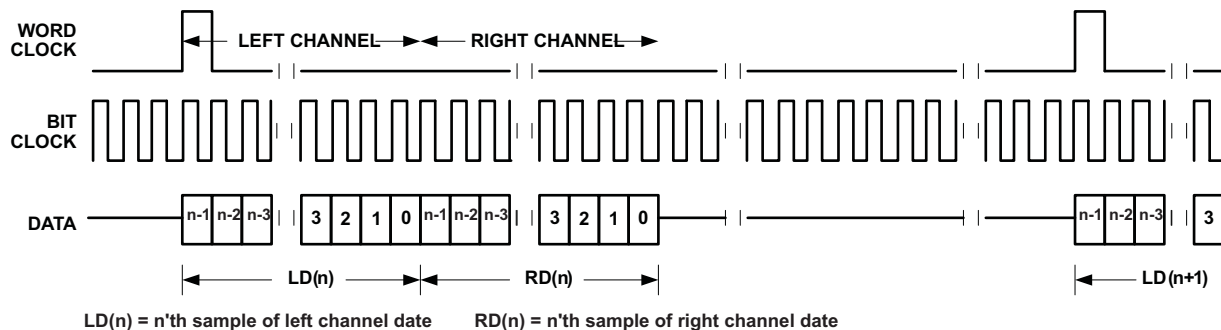 WORD CLOCK
LEFT CHANNEL RIGHT CHANNEL
BIT CLOCK
DATA n-1 n-2 n-3 3 2 1 0 n-1 n-2 n-3 3 2 1 0 n-1 n-2 n-3 3
LD(n) RD(n) LD(n+1)
LD(n) = n'th sample of left channel date RD(n) = n'th sample of right channel date